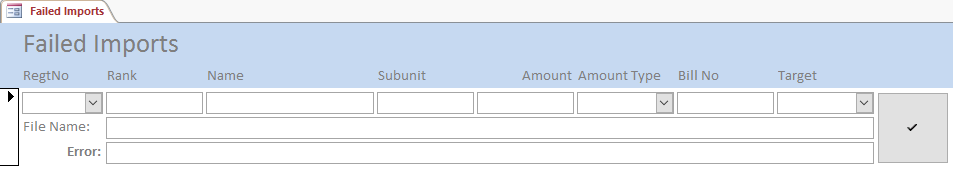 Failed Imports
Failed Imports
RegtNo Rank Name Subunit Amount Amount Type Bill No Target
File Name:
Error: